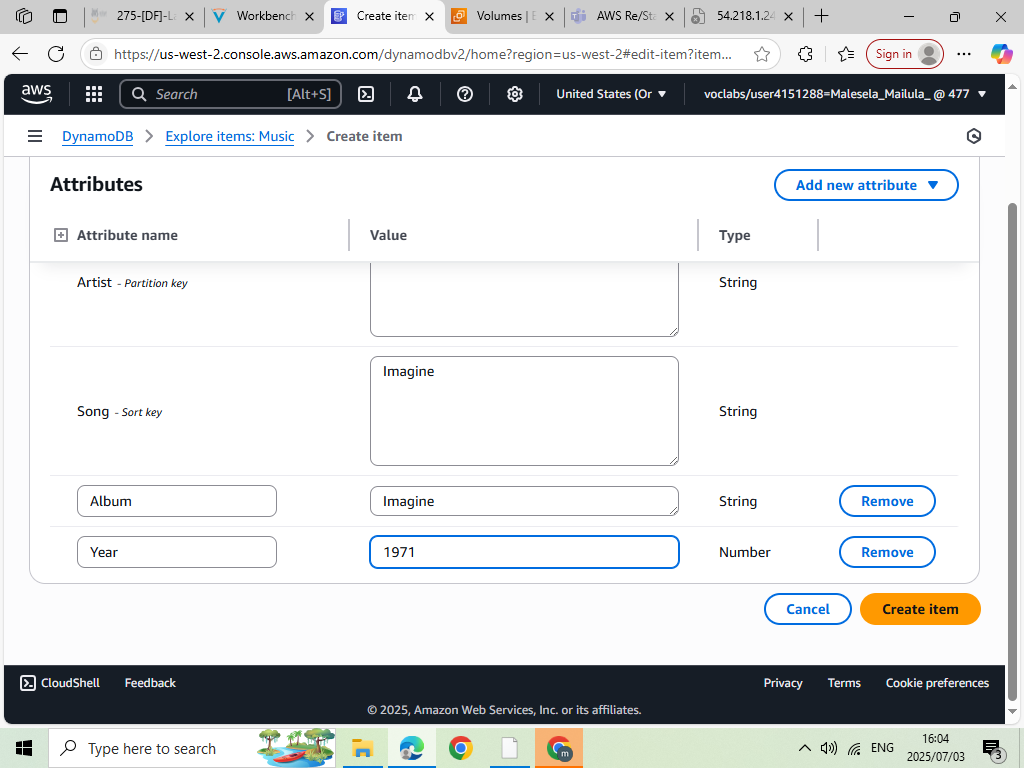 275-[DF]-L
Workbenc
Create iten
Volumes | E
AWS Re/Sta
54.218.1.24
https://us-west-2.console.aws.amazon.com/dynamodbv2/home?region=us-west-2#edit-item?item...
Sign in
aws
Search
[Alt+S]
United States (Or
voclabs/user4151288=Malesela_Mailula_ @ 477
DynamoDB
Explore items: Music
Create item
Attributes
Add new attribute
Attribute name
Value
Type
Artist - Partition key
String
Imagine
Song - Sort key
String
Album
Imagine
String
Remove
Year
1971
Number
Remove
Cancel
Create item
CloudShell
Feedback
Privacy
Terms
Cookie preferences
© 2025, Amazon Web Services, Inc. or its affiliates.
Type here to search
m
ENG
16:04
2025/07/03
3